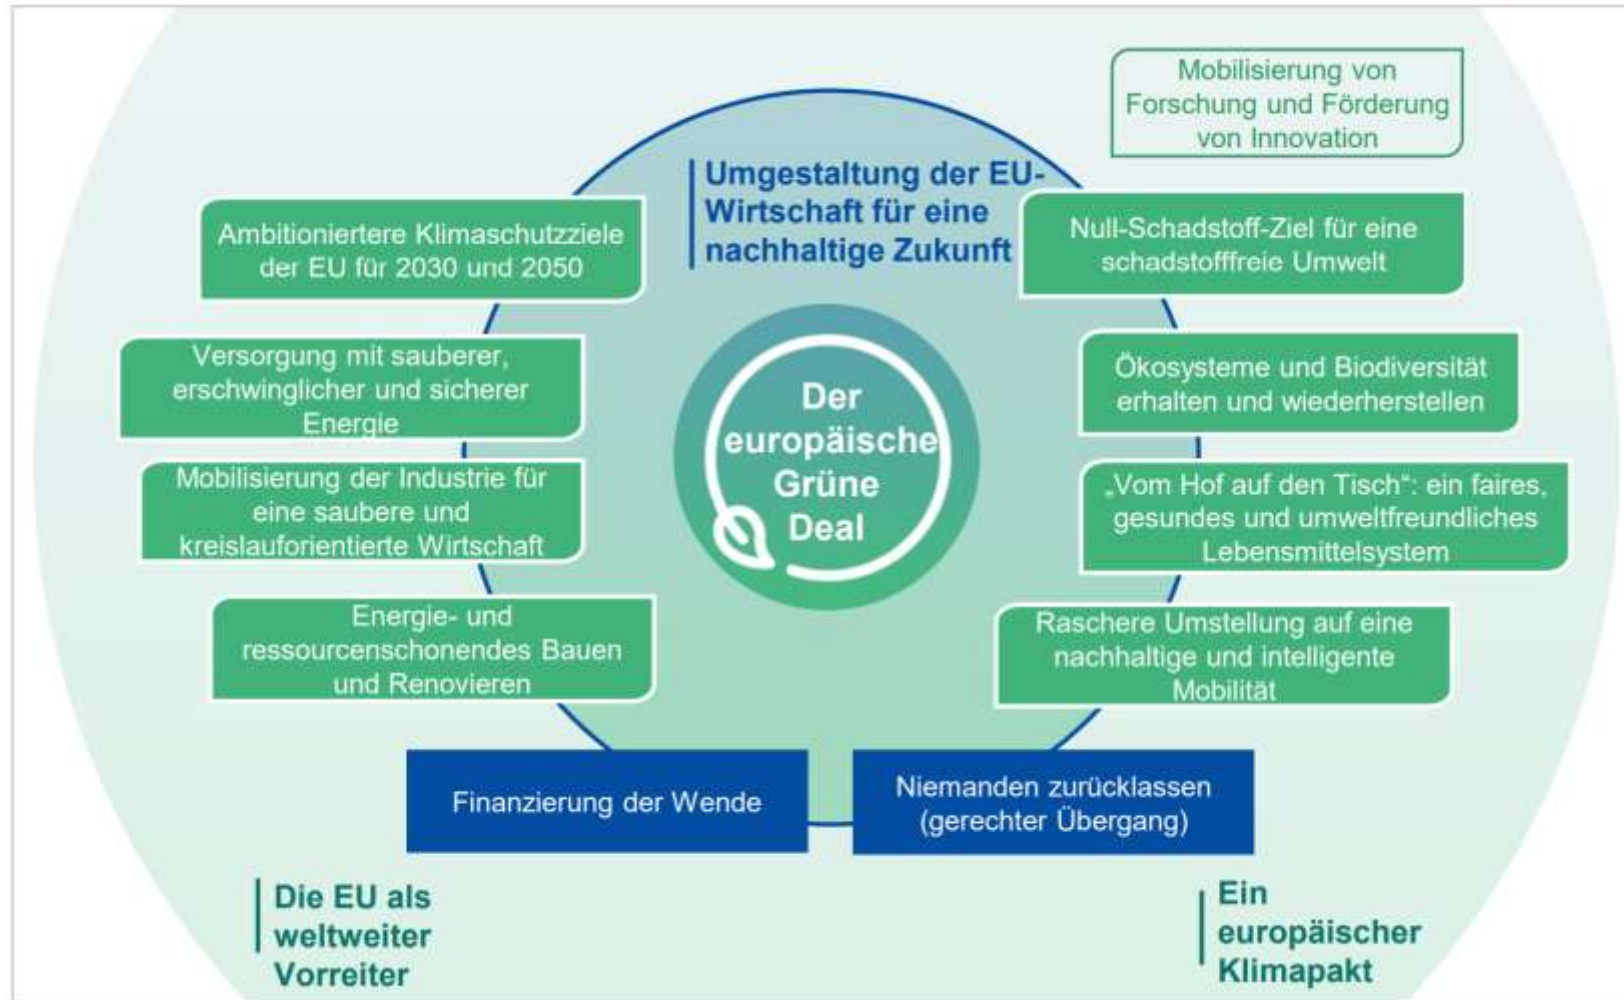 Mobilisierung von
Forschung und Förderung
von Innovation
Umgestaltung der EU-
Wirtschaft für eine
nachhaltige Zukunft
Ambitioniertere Klimaschutzziele
der EU für 2030 und 2050
Null-Schadstoff-Ziel für eine
schadstofffreie Umwelt
Versorgung mit sauberer,
erschwinglicher und sicherer
Energie
Ökosysteme und Biodiversität
erhalten und wiederherstellen
Der
europäische
Grüne
Deal
Mobilisierung der Industrie für
eine saubere und
kreislauforientierte Wirtschaft
„Vom Hof auf den Tisch“: ein faires,
gesundes und umweltfreundliches
Lebensmittelsystem
Energie- und
ressourcenschonendes Bauen
und Renovieren
Raschere Umstellung auf eine
nachhaltige und intelligente
Mobilität
Finanzierung der Wende
Niemanden zurücklassen
(gerechter Übergang)
Die EU als
weltweiter
Vorreiter
Ein
europäischer
Klimapakt